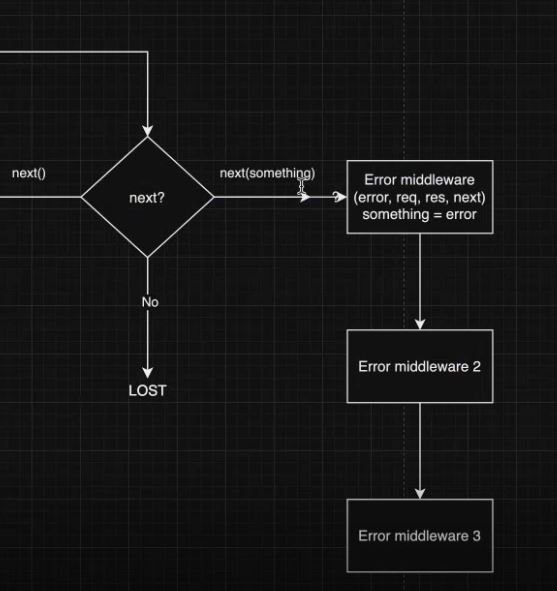 next()
next?
next(something)
?
Error middleware
(error, req, res, next)
something = error
No
LOST
Error middleware 2
Error middleware 3